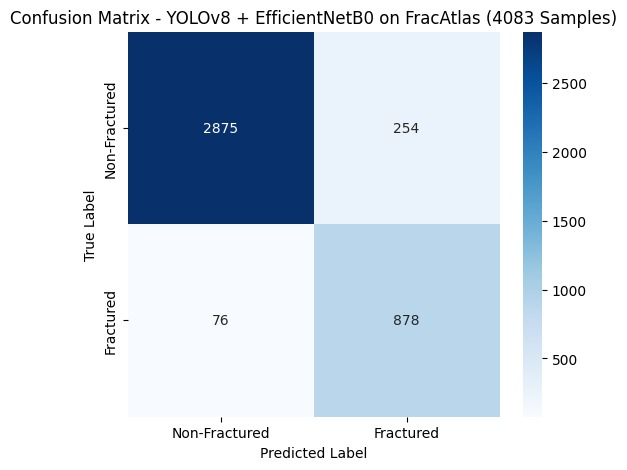 Confusion Matrix - YOLOv8 + EfficientNetB0 on FracAtlas (4083 Samples)
True Label
Non-Fractured
Fractured
2875 254
76 878
Non-Fractured Fractured
Predicted Label
2500
2000
1500
1000
500